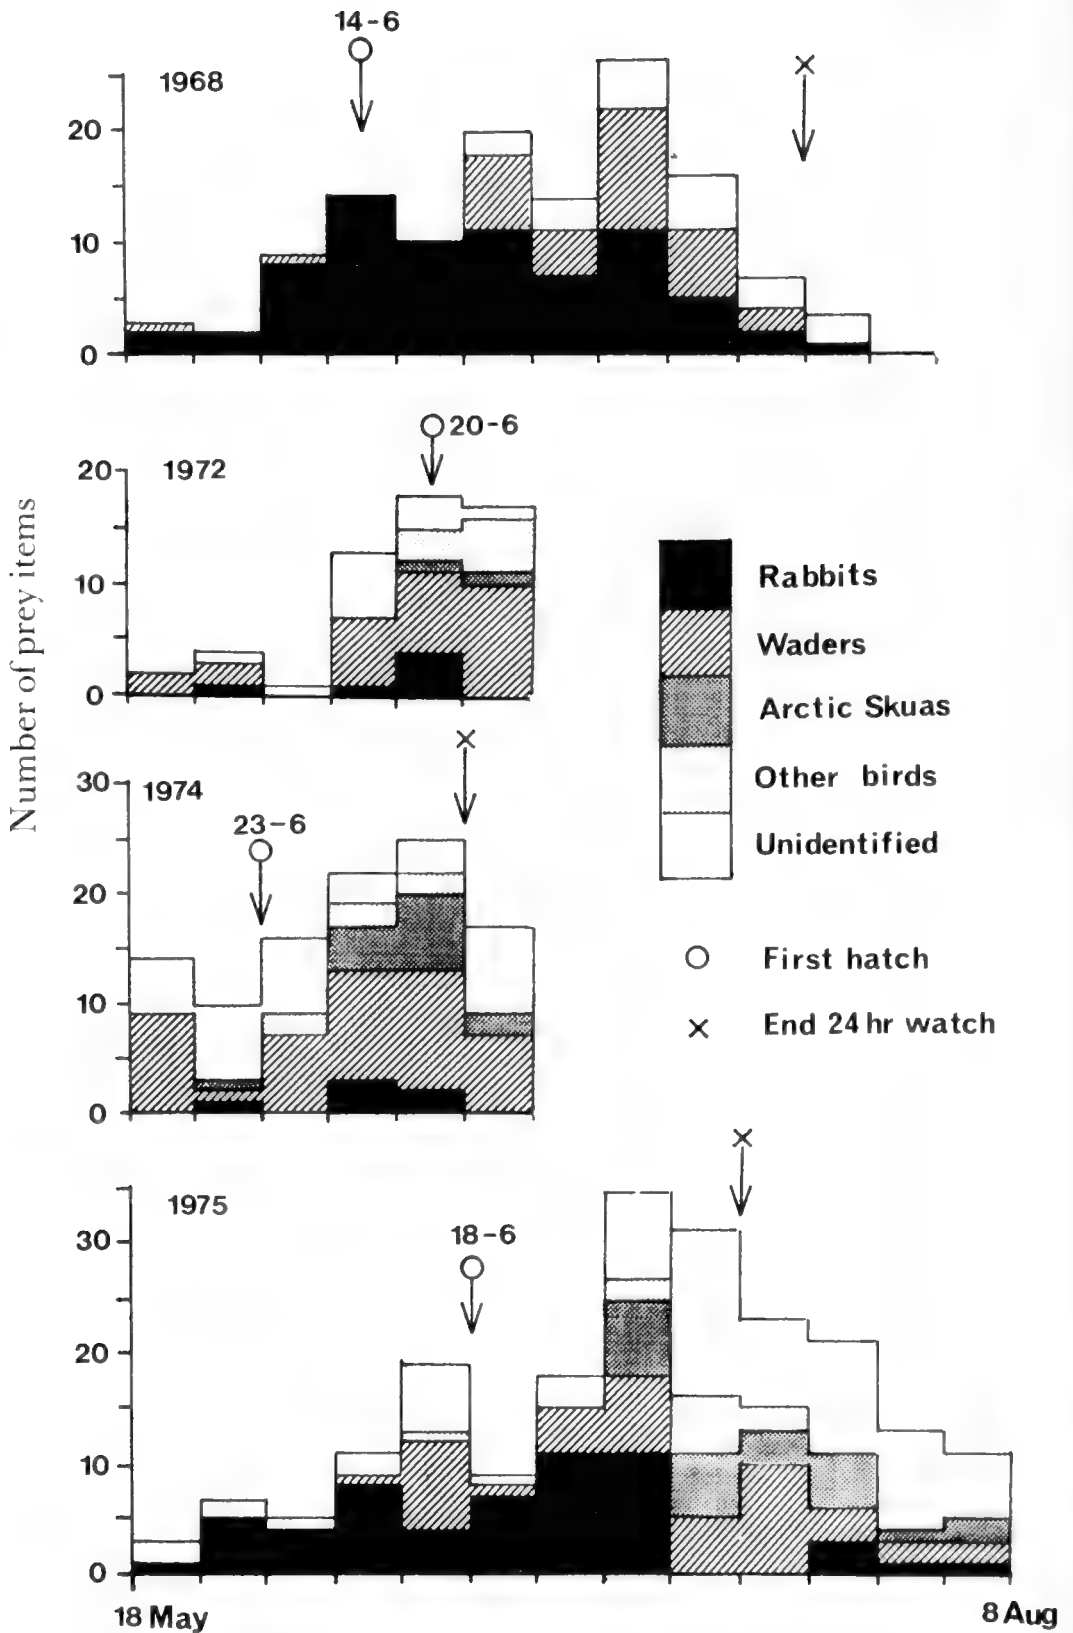 14-6
1968
20
10
0
20-6
20
1972
10
0
Number of prey items
Rabbits
Waders
Arctic Skuas
Other birds
Unidentified
First hatch
End 24 hr watch
30
1974
23-6
20
10
0
1975
18-6
30
20
10
0
18 May
8 Aug